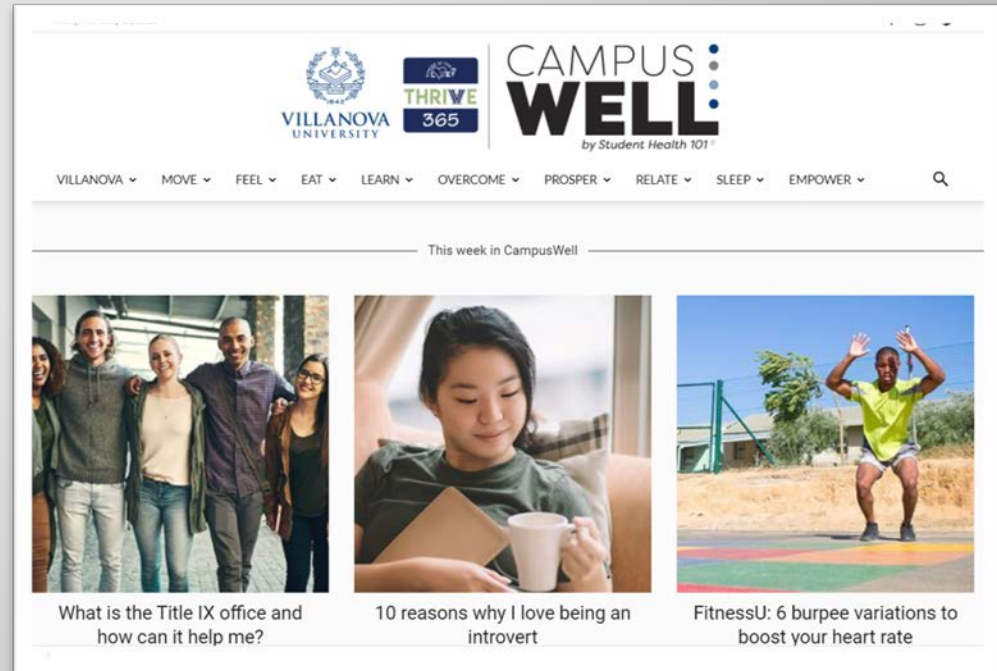 VILLANOVA
UNIVERSITY
1842
THRIVE
365
CAMPUS
WELL
by Student Health 101
VILLANOVA MOVE FEEL EAT LEARN OVERCOME PROSPER RELATE SLEEP EMPOWER
This week in CampusWell
What is the Title IX office and
how can it help me?
10 reasons why I love being an
introvert
FitnessU: 6 burpee variations to
boost your heart rate